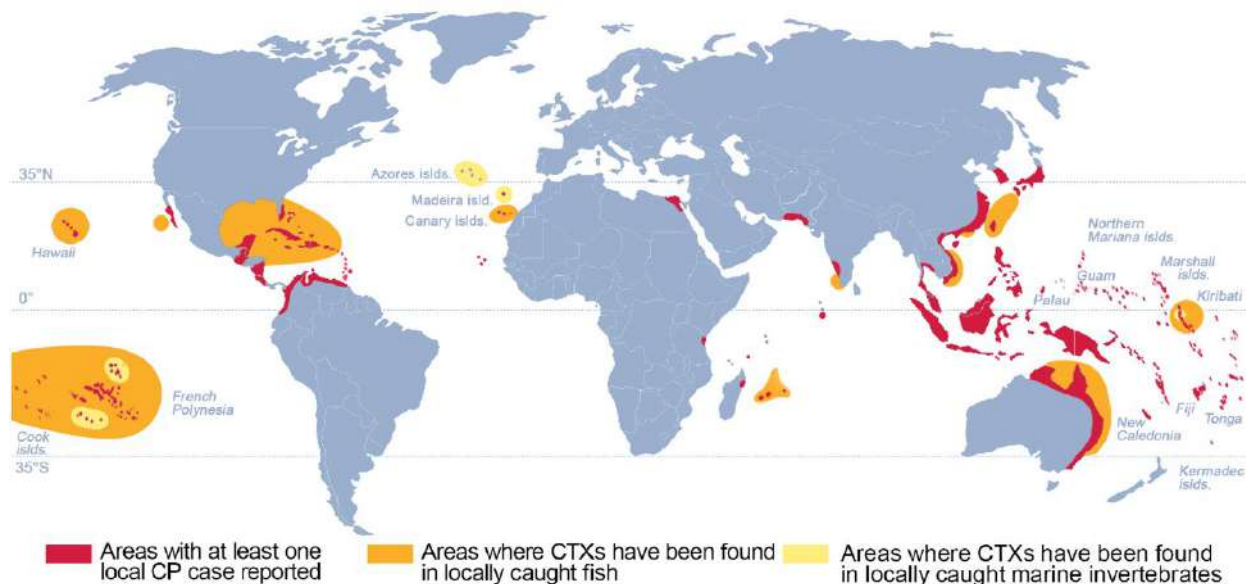 35°N
Azores islds.
Madeira isld.
Canary islds.
Hawaii
Northern
Mariana islds
Marshall
islds.
Guam
Palau
Kiribati
0°
French
Polynesia
Cook
islds.
35°S
New
Caledonia
Fiji
Tonga
Kermadec
islds.
Areas with at least one
local CP case reported
Areas where CTXs have been found
in locally caught fish
Areas where CTXs have been found
in locally caught marine invertebrates